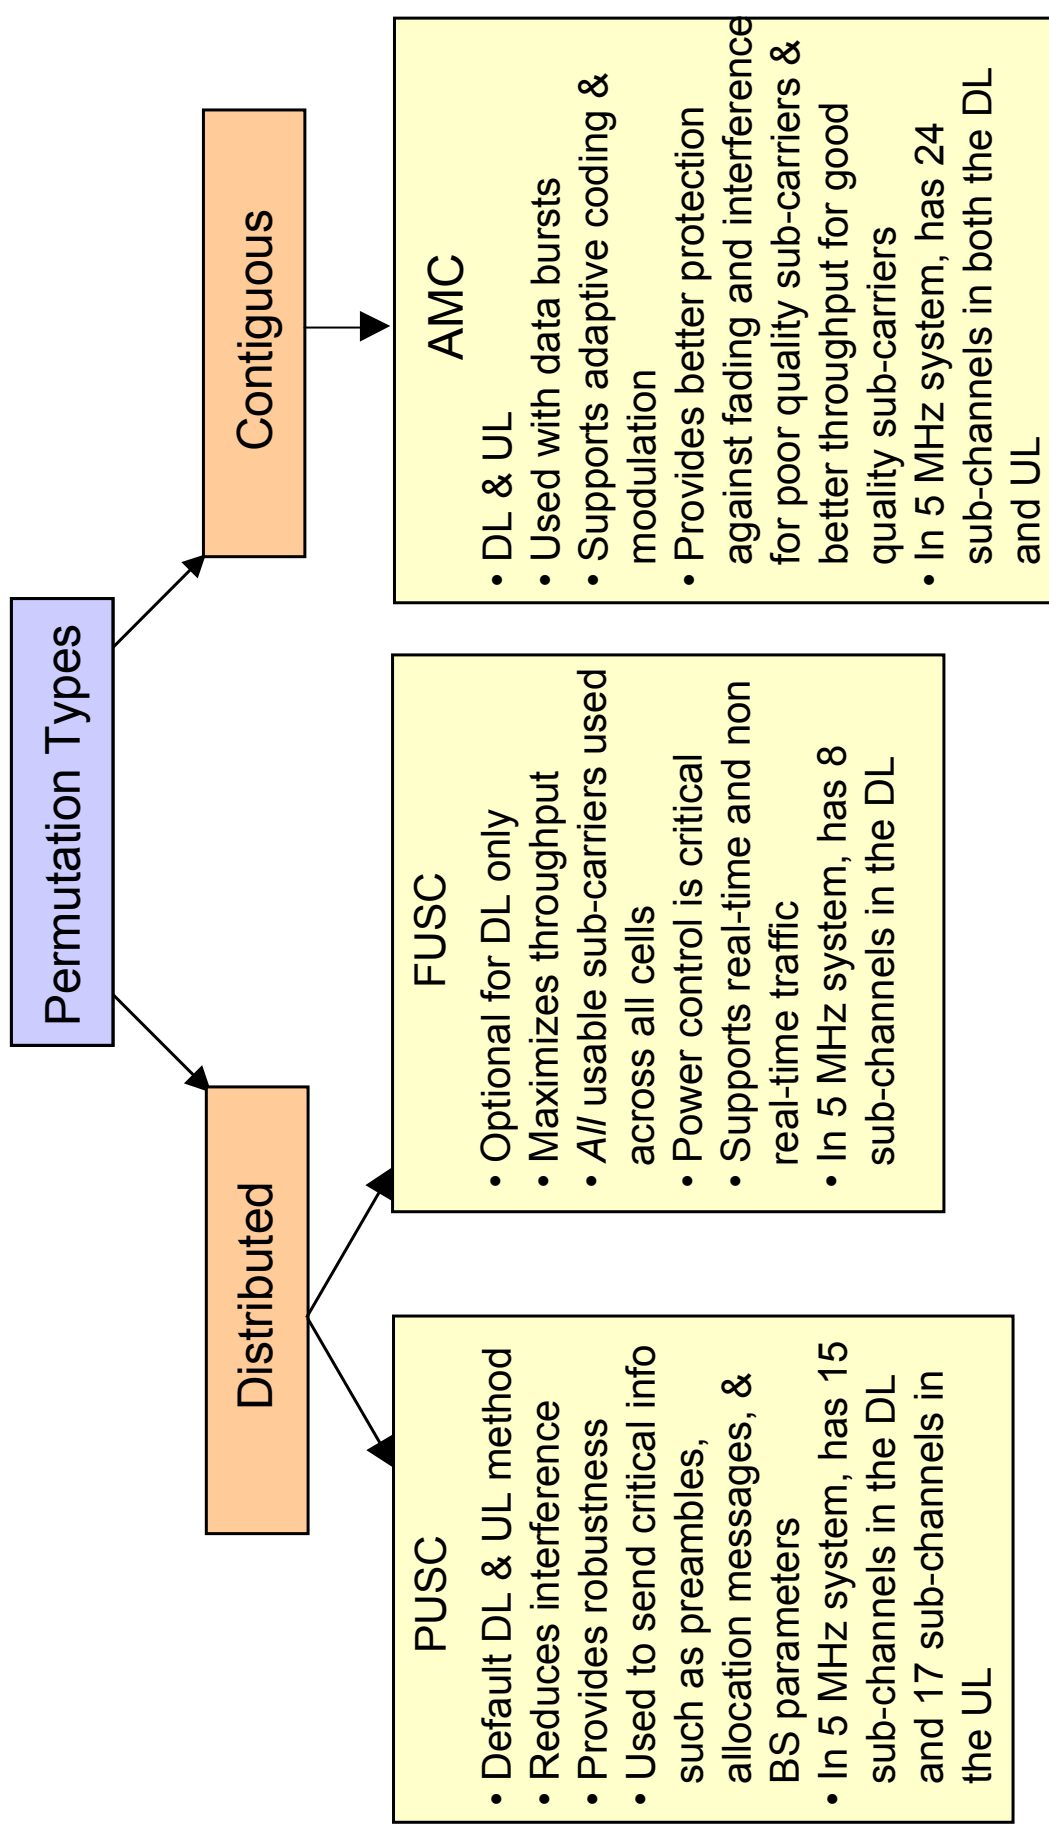 Permutation Types
Distributed
Contiguous
PUSC
• Default DL & UL method
• Reduces interference
• Provides robustness
• Used to send critical info
such as preambles,
allocation messages, &
BS parameters
• In 5 MHz system, has 15
sub-channels in the DL
and 17 sub-channels in
the UL
FUSC
• Optional for DL only
• Maximizes throughput
• All usable sub-carriers used
across all cells
• Power control is critical
• Supports real-time and non
real-time traffic
• In 5 MHz system, has 8
sub-channels in the DL
AMC
• DL & UL
• Used with data bursts
• Supports adaptive coding &
modulation
• Provides better protection
against fading and interference
for poor quality sub-carriers &
better throughput for good
quality sub-carriers
• In 5 MHz system, has 24
sub-channels in both the DL
and UL